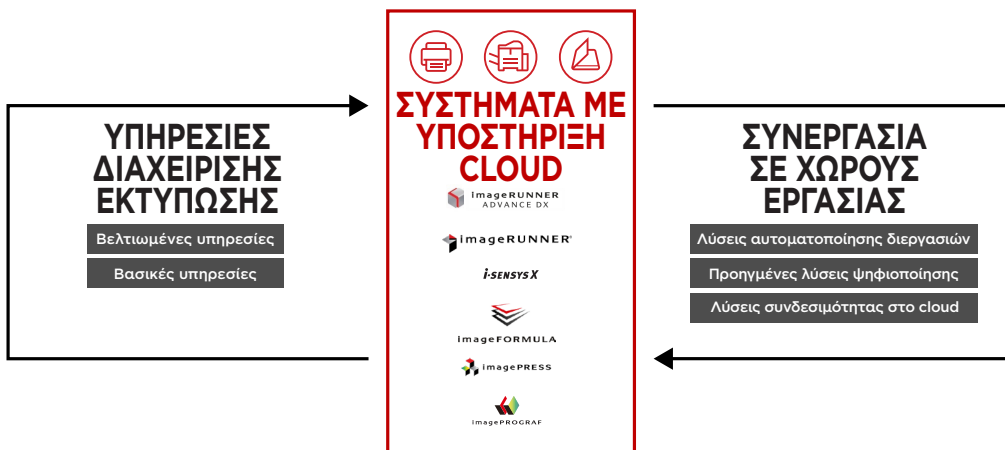 ΥΠΗΡΕΣΙΕΣ
ΔΙΑΧΕΙΡΙΣΗΣ
ΕΚΤΥΠΩΣΗΣ
Βελτιωμένες υπηρεσίες
Βασικές υπηρεσίες
ΣΥΣΤΗΜΑΤΑ ΜΕ
ΥΠΟΣΤΗΡΙΞΗ
CLOUD
imageRUNNER
ADVANCE DX
imageRUNNER®
i-SENSYS X
imageFORMULA
imagePRESS
imagePROGRAF
ΣΥΝΕΡΓΑΣΙΑ
ΣΕ ΧΩΡΟΥΣ
ΕΡΓΑΣΙΑΣ
Λύσεις αυτοματοποίησης διεργασιών
Προηγμένες λύσεις ψηφιοποίησης
Λύσεις συνδεσιμότητας στο cloud